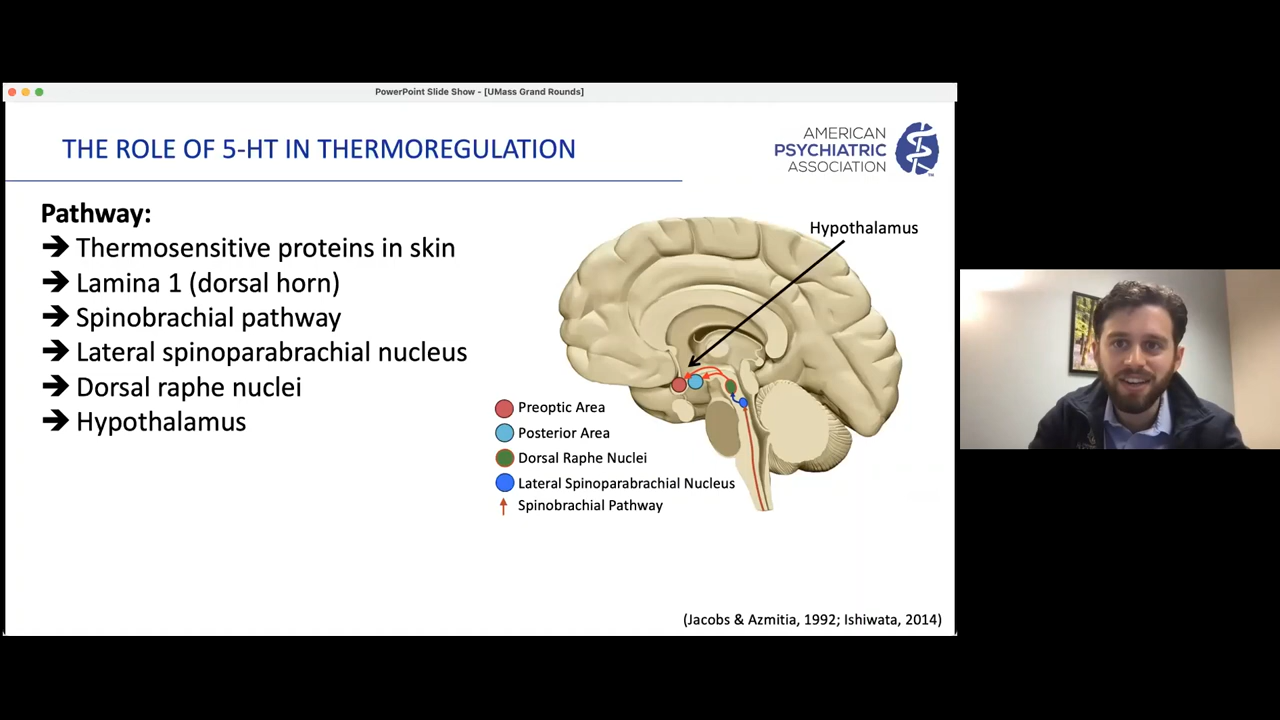 PowerPoint Slide Show - [UMass Grand Rounds]
THE ROLE OF 5-HT IN THERMOREGULATION
AMERICAN
PSYCHIATRIC
ASSOCIATION
TM
Pathway:
➔ Thermosensitive proteins in skin
➔ Lamina 1 (dorsal horn)
➔ Spinobrachial pathway
➔ Lateral spinoparabrachial nucleus
➔ Dorsal raphe nuclei
➔ Hypothalamus
Hypothalamus
Preoptic Area
Posterior Area
Dorsal Raphe Nuclei
Lateral Spinoparabrachial Nucleus
Spinobrachial Pathway
(Jacobs & Azmitia, 1992; Ishiwata, 2014)